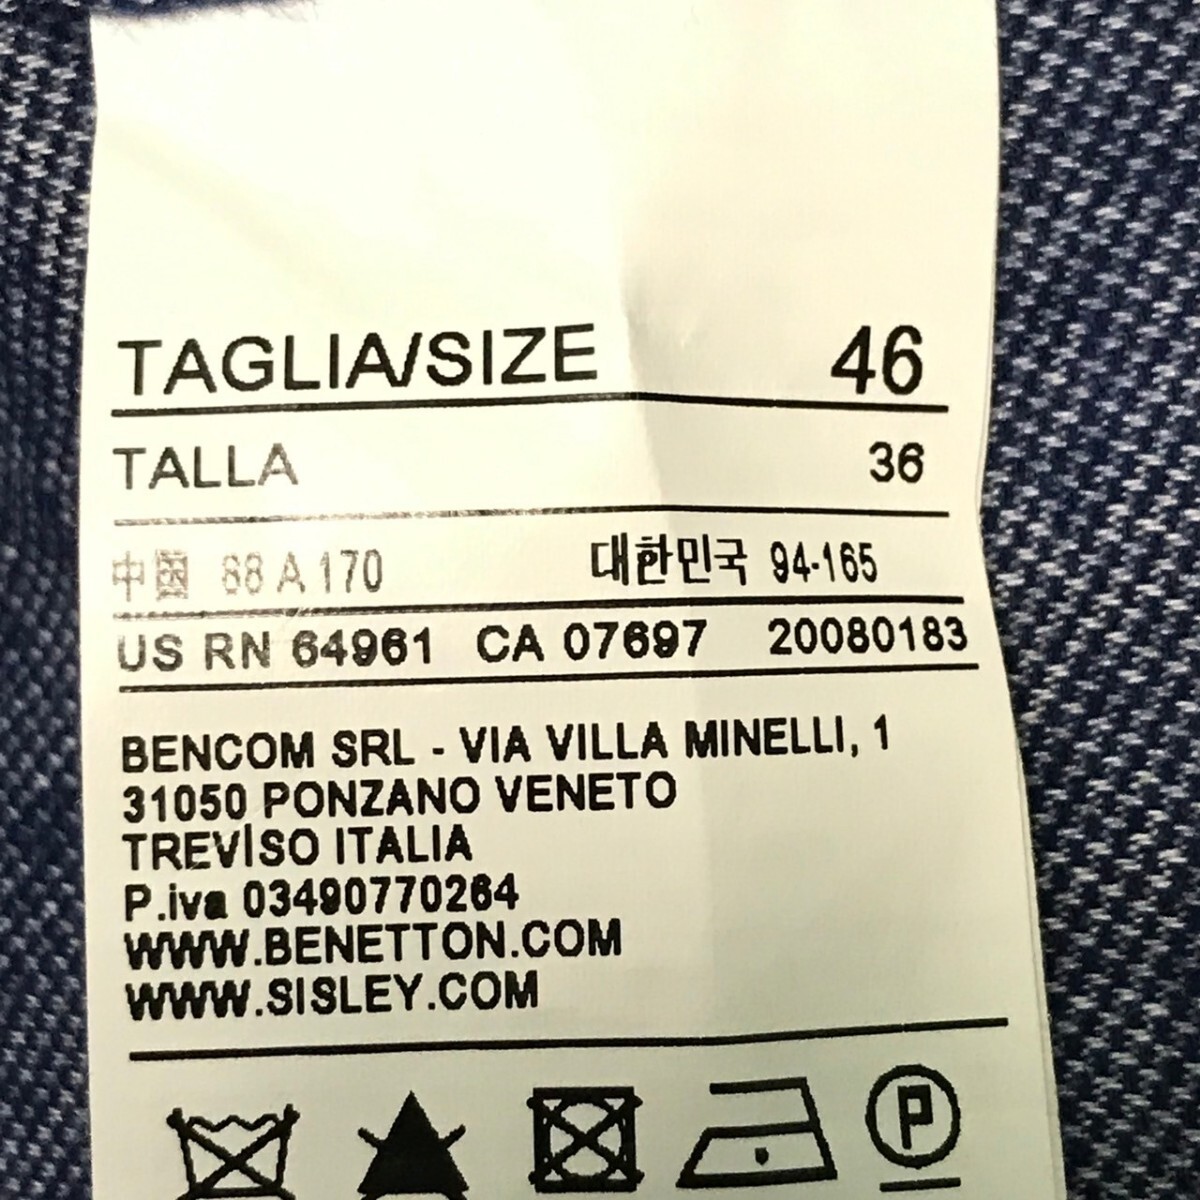 TAGLIA/SIZE 46
TALLA 36
中國 88 A 170 대한민국 94-165
US RN 64961 CA 07697 20080183
BENCOM SRL - VIA VILLA MINELLI, 1
31050 PONZANO VENETO
TREVISO ITALIA
P.iva 03490770264
WWW.BENETTON.COM
WWW.SISLEY.COM
P